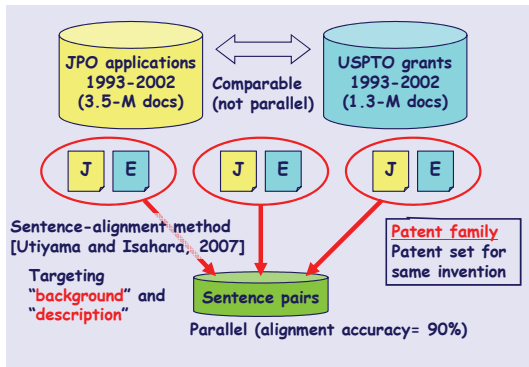 JPO applications
1993-2002
(3.5-M docs)
Comparable
(not parallel)
USPTO grants
1993-2002
(1.3-M docs)
J E
J E
J E
Sentence-alignment method
[Utiyama and Isahara, 2007]
Targeting
“background” and
“description”
Patent family
Patent set for
same invention
Sentence pairs
Parallel (alignment accuracy= 90%)